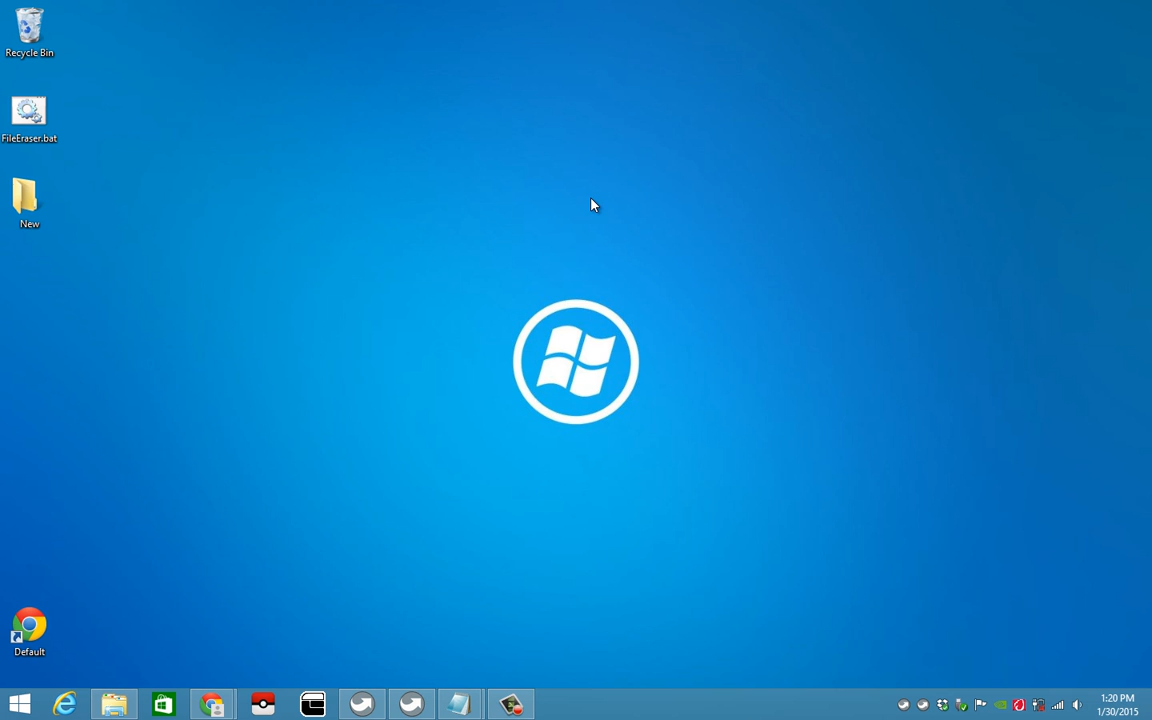 Recycle Bin
FileEraser.bat
New
Default
1:20 PM
1/30/2015